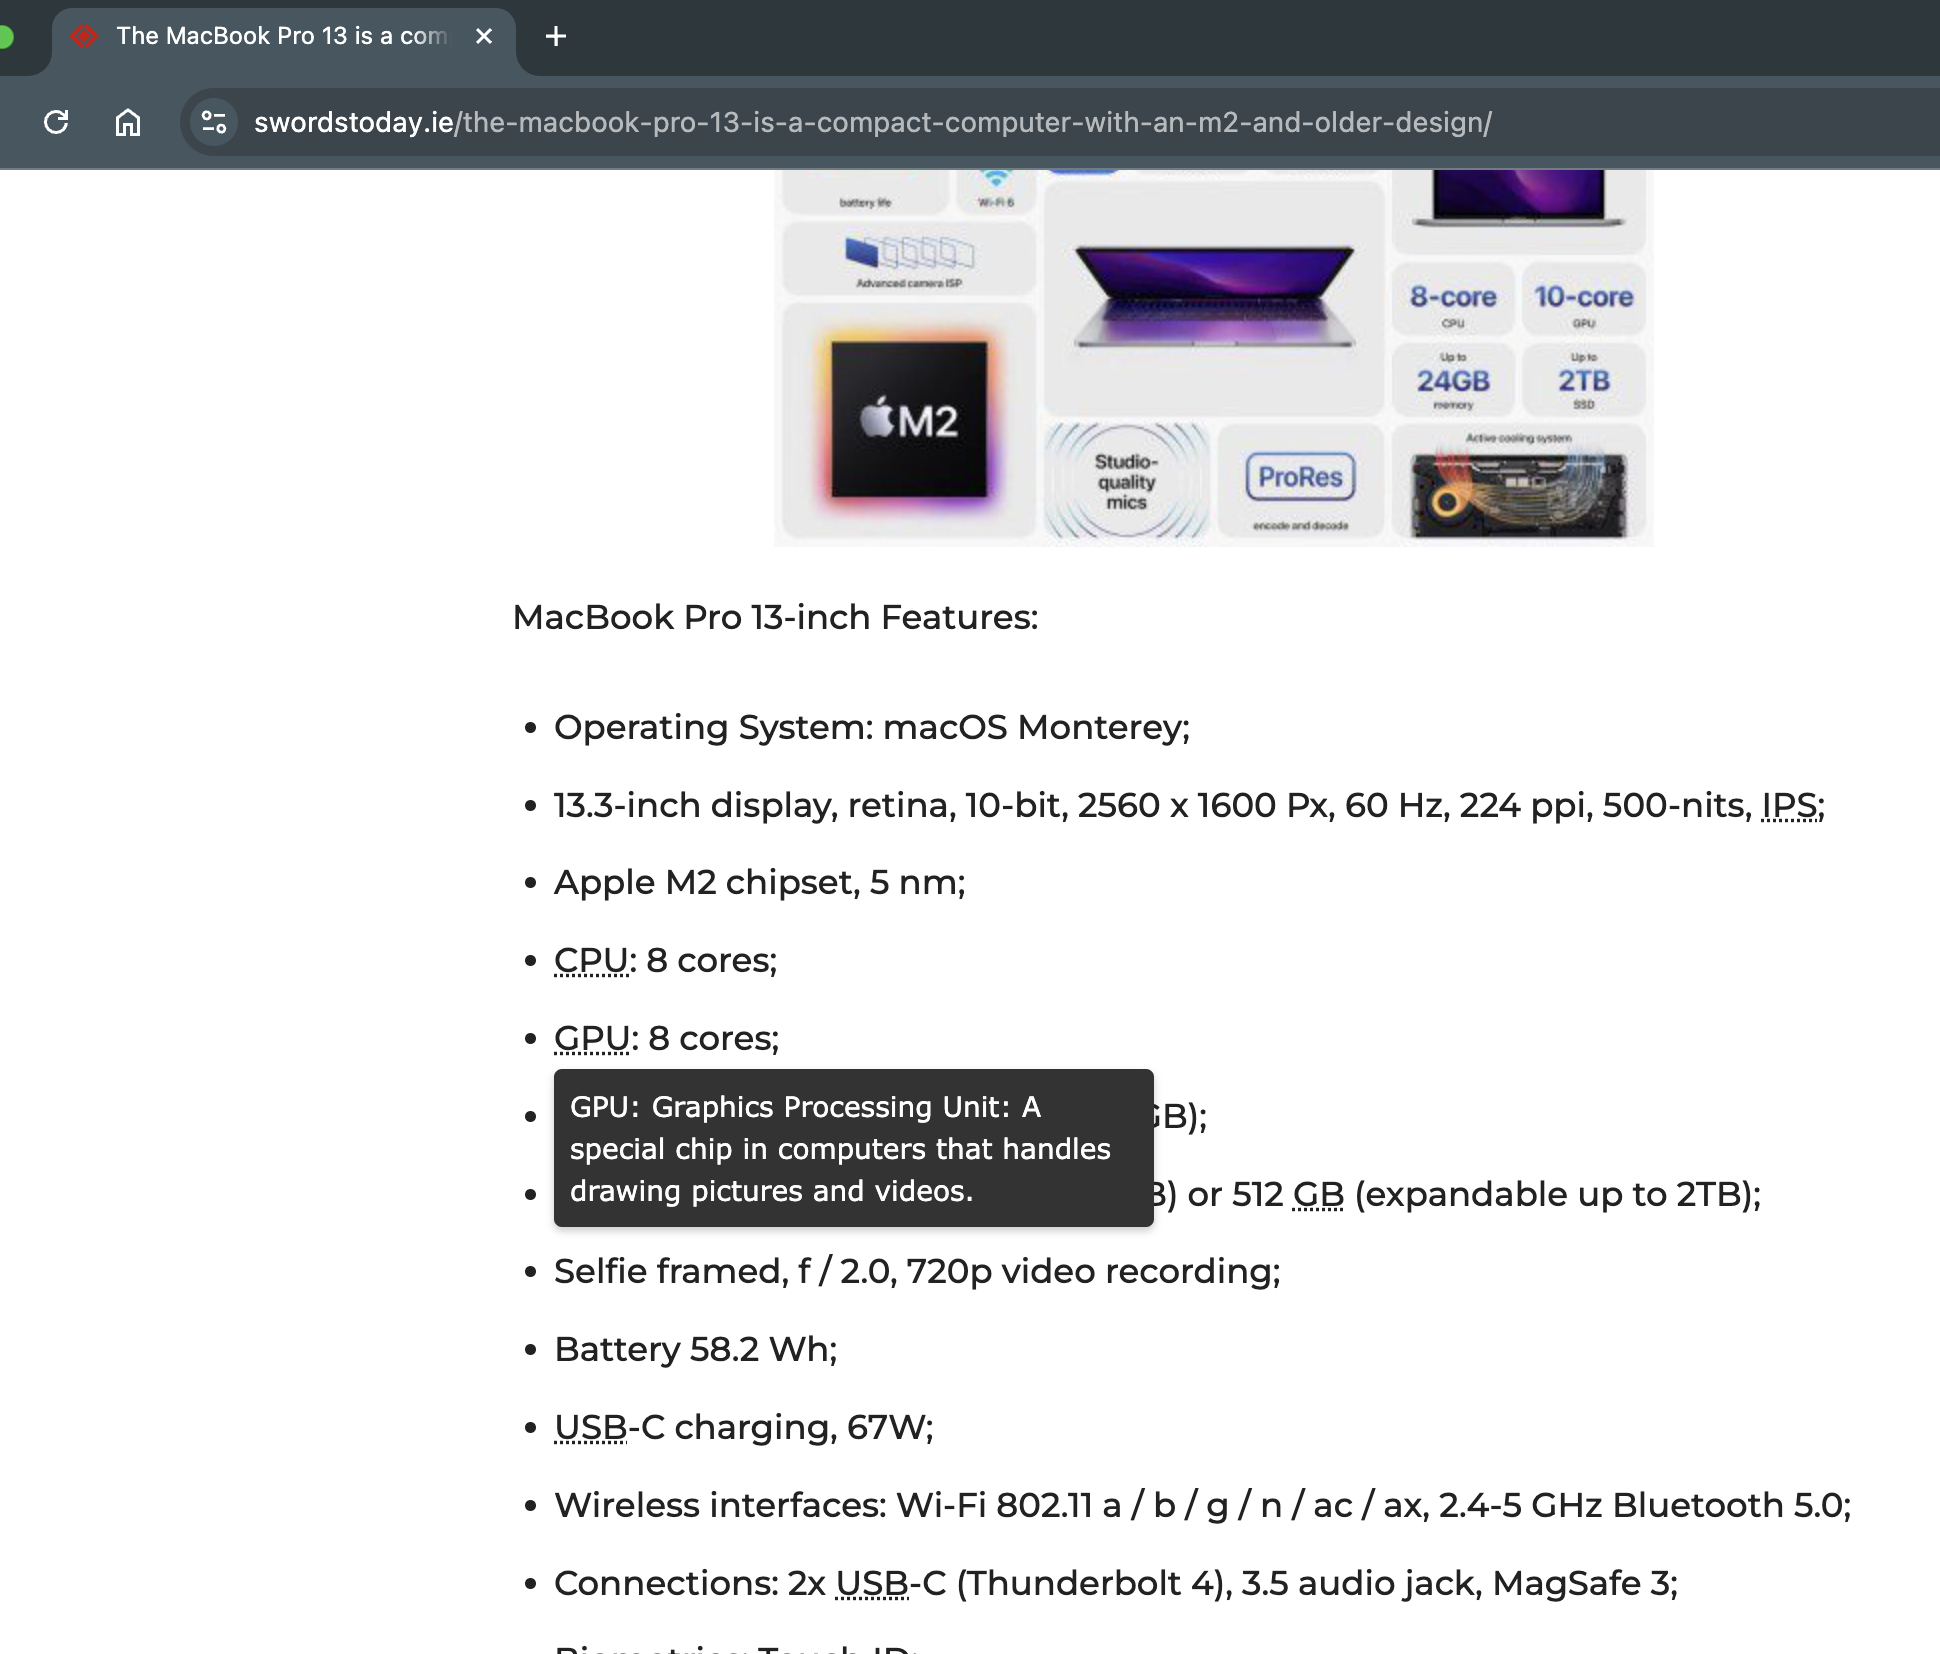 The MacBook Pro 13 is a com
swordstoday.ie/the-macbook-pro-13-is-a-compact-computer-with-an-m2-and-older-design/
battery life
Wi-Fi 6
Advanced camera ISP
8-core
CPU
10-core
GPU
Up to
24GB
memory
Up to
2TB
SSD
M2
Studio-
quality
mics
ProRes
encode and decode
Active cooling system
MacBook Pro 13-inch Features:
• Operating System: macOS Monterey;
• 13.3-inch display, retina, 10-bit, 2560 x 1600 Px, 60 Hz, 224 ppi, 500-nits, IPS;
• Apple M2 chipset, 5 nm;
• CPU: 8 cores;
• GPU: 8 cores;
GPU: Graphics Processing Unit: A
special chip in computers that handles
drawing pictures and videos.
• GB);
• B) or 512 GB (expandable up to 2TB);
• Selfie framed, f / 2.0, 720p video recording;
• Battery 58.2 Wh;
• USB-C charging, 67W;
• Wireless interfaces: Wi-Fi 802.11 a / b / g / n / ac / ax, 2.4-5 GHz Bluetooth 5.0;
• Connections: 2x USB-C (Thunderbolt 4), 3.5 audio jack, MagSafe 3;
Biometrics: Touch ID;